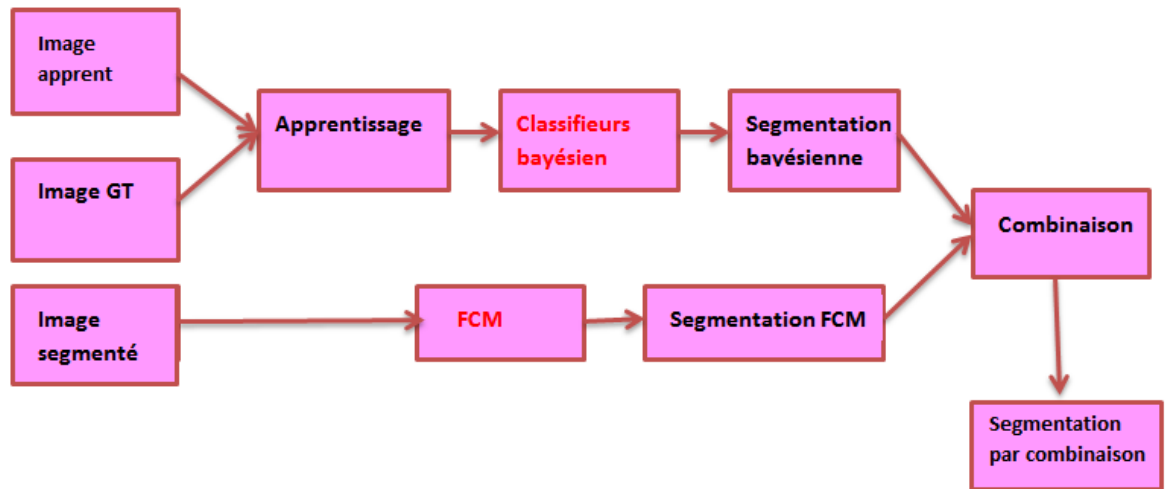 Image
apprent
Apprentissage
Classifieurs
bayésien
Segmentation
bayésienne
Image GT
Combinaison
Image
segmenté
FCM
Segmentation FCM
Segmentation
par combinaison